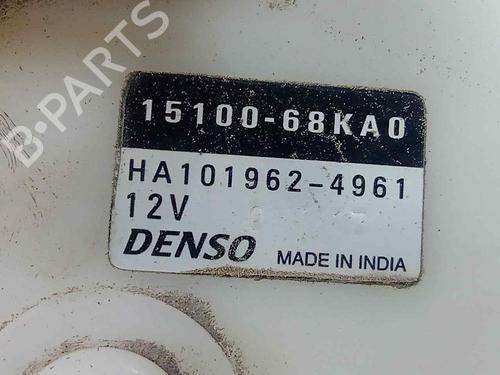 B-PARTS
15100-68KA0
HA101962-4961
12V
DENSO MADE IN INDIA